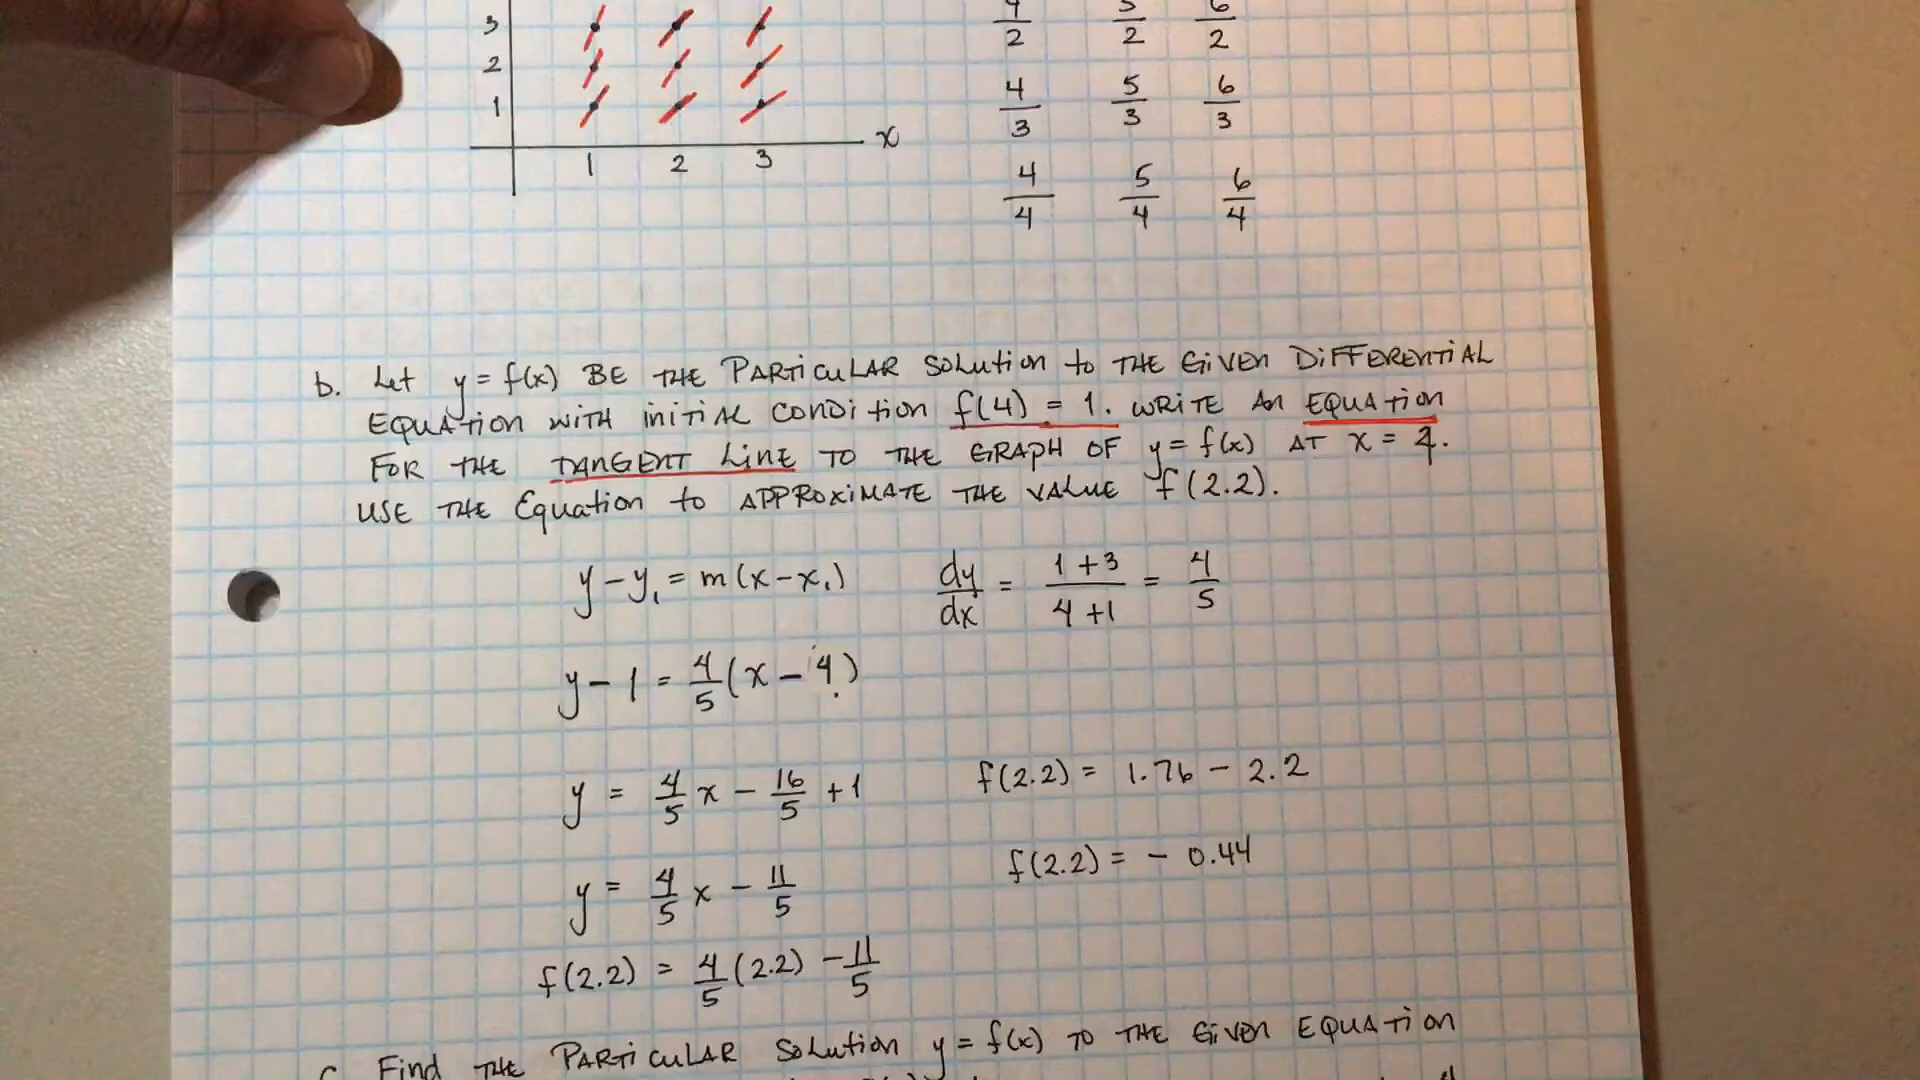 3
2
1
x
1 2 3
4/2 5/2 6/2
4/3 5/3 6/3
4/4 5/4 6/4
b. Let y = f(x) BE THE PARTICULAR SOLUTION to THE GIVEN DIFFERENTIAL
EQUATION WITH INITIAL CONDITION f(4) = 1. WRITE AN EQUATION
FOR THE TANGENT LINE TO THE GRAPH OF y = f(x) AT x = 4.
USE THE Equation to APPROXIMATE THE VALUE f(2.2).
y - y₁ = m(x - x₁) dy/dx = (1 + 3)/(4 + 1) = 4/5
y - 1 = 4/5 (x - 4)
y = 4/5 x - 16/5 + 1 f(2.2) = 1.76 - 2.2
y = 4/5 x - 11/5 f(2.2) = - 0.44
f(2.2) = 4/5 (2.2) - 11/5
c Find THE PARTICULAR SOLUTION y = f(x) TO THE GIVEN EQUATION